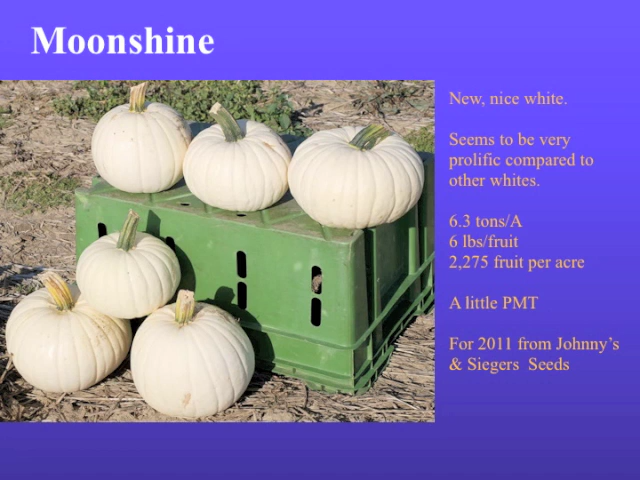 Moonshine
New, nice white.
Seems to be very
prolific compared to
other whites.
6.3 tons/A
6 lbs/fruit
2,275 fruit per acre
A little PMT
For 2011 from Johnny's
& Siegers  Seeds